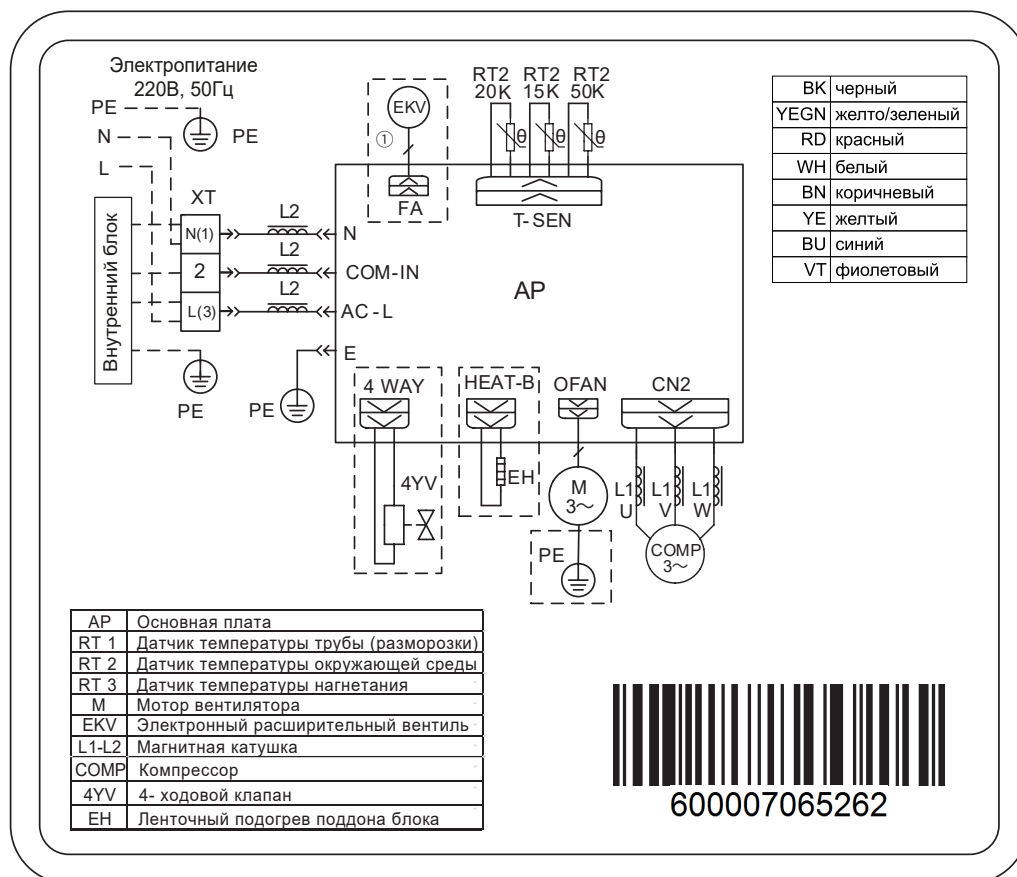 Электропитание
220В, 50Гц
PE
PE
N
L
XT
Внутренний блок
N(1)
2
L(3)
L2
L2
L2
N
COM-IN
AC-L
E
PE
PE
EKV
①
FA
RT2 RT2 RT2
20K 15K 50K
θ θ θ
T-SEN
AP
BK черный
YEGN желто/зеленый
RD красный
WH белый
BN коричневый
YE желтый
BU синий
VT фиолетовый
4 WAY
HEAT-B
OFAN
CN2
4YV
EH
M
3~
PE
L1 L1 L1
U V W
COMP
3~
AP Основная плата
RT 1 Датчик температуры трубы (разморозки)
RT 2 Датчик температуры окружающей среды
RT 3 Датчик температуры нагнетания
M Мотор вентилятора
EKV Электронный расширительный вентиль
L1-L2 Магнитная катушка
COMP Компрессор
4YV 4- ходовой клапан
EH Ленточный подогрев поддона блока
600007065262